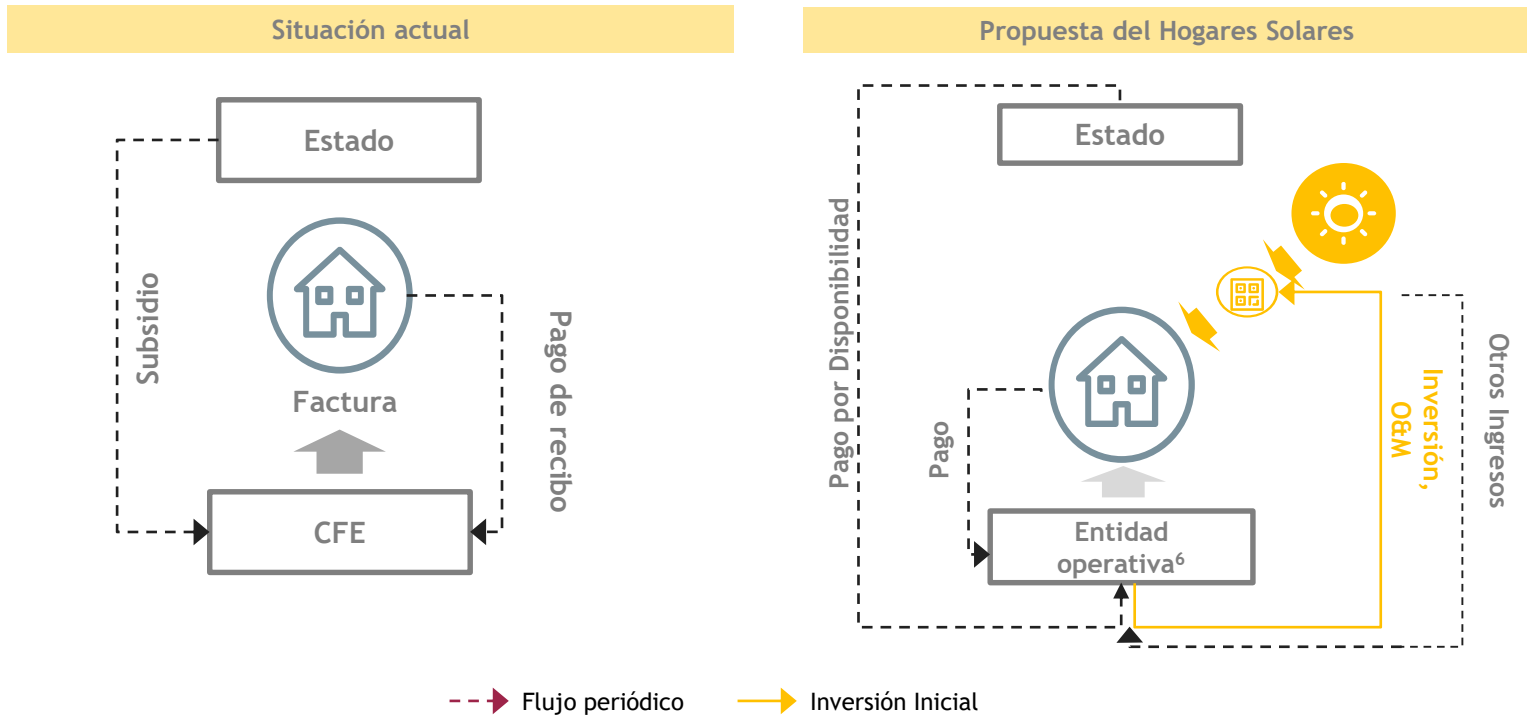 Situación actual
Estado
Subsidio
Factura
Pago de recibo
CFE
Propuesta del Hogares Solares
Estado
Pago por Disponibilidad
Pago
Entidad
operativa⁶
Inversión,
O&M
Otros Ingresos
Flujo periódico
Inversión Inicial